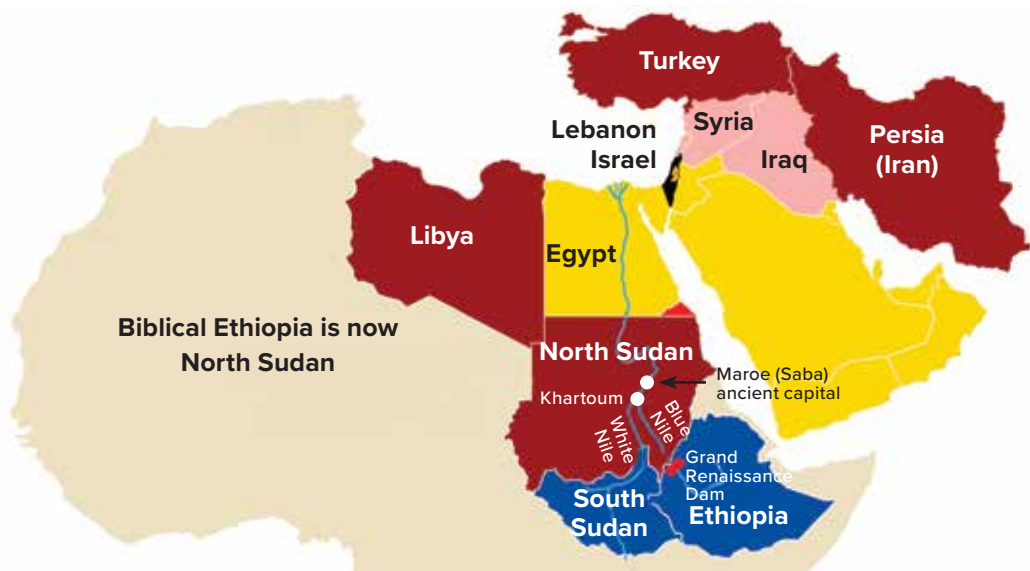 Turkey
Lebanon
Israel
Syria
Iraq
Persia
(Iran)
Libya
Egypt
Biblical Ethiopia is now
North Sudan
North Sudan
Maroe (Saba)
ancient capital
Khartoum
White
Nile
Blue
Nile
Grand
Renaissance
Dam
South
Sudan
Ethiopia